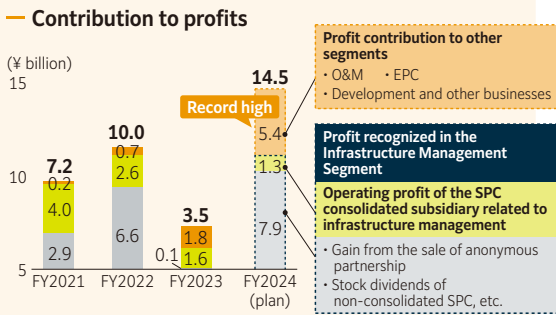 Contribution to profits
(¥ billion)
15
10
5
7.2
0.2
4.0
2.9
FY2021
10.0
0.7
2.6
6.6
FY2022
3.5
1.8
1.6
0.1
FY2023
14.5
Record high
5.4
1.3
7.9
FY2024
(plan)
Profit contribution to other
segments
・O&M ・EPC
・Development and other businesses
Profit recognized in the
Infrastructure Management
Segment
Operating profit of the SPC
consolidated subsidiary related to
infrastructure management
・Gain from the sale of anonymous
partnership
・Stock dividends of
non-consolidated SPC, etc.